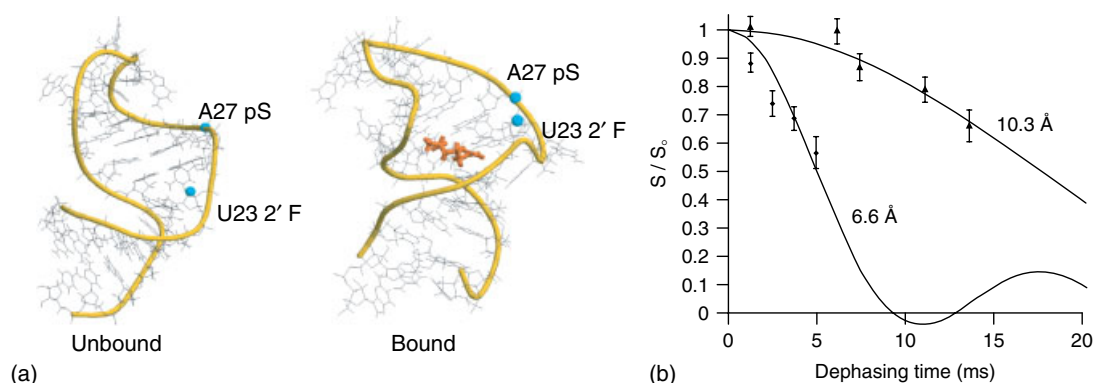 A27 pS
U23 2′ F
Unbound
A27 pS
U23 2′ F
Bound
(a)
S / S₀
1
0.9
0.8
0.7
0.6
0.5
0.4
0.3
0.2
0.1
0
10.3 Å
6.6 Å
0 5 10 15 20
Dephasing time (ms)
(b)